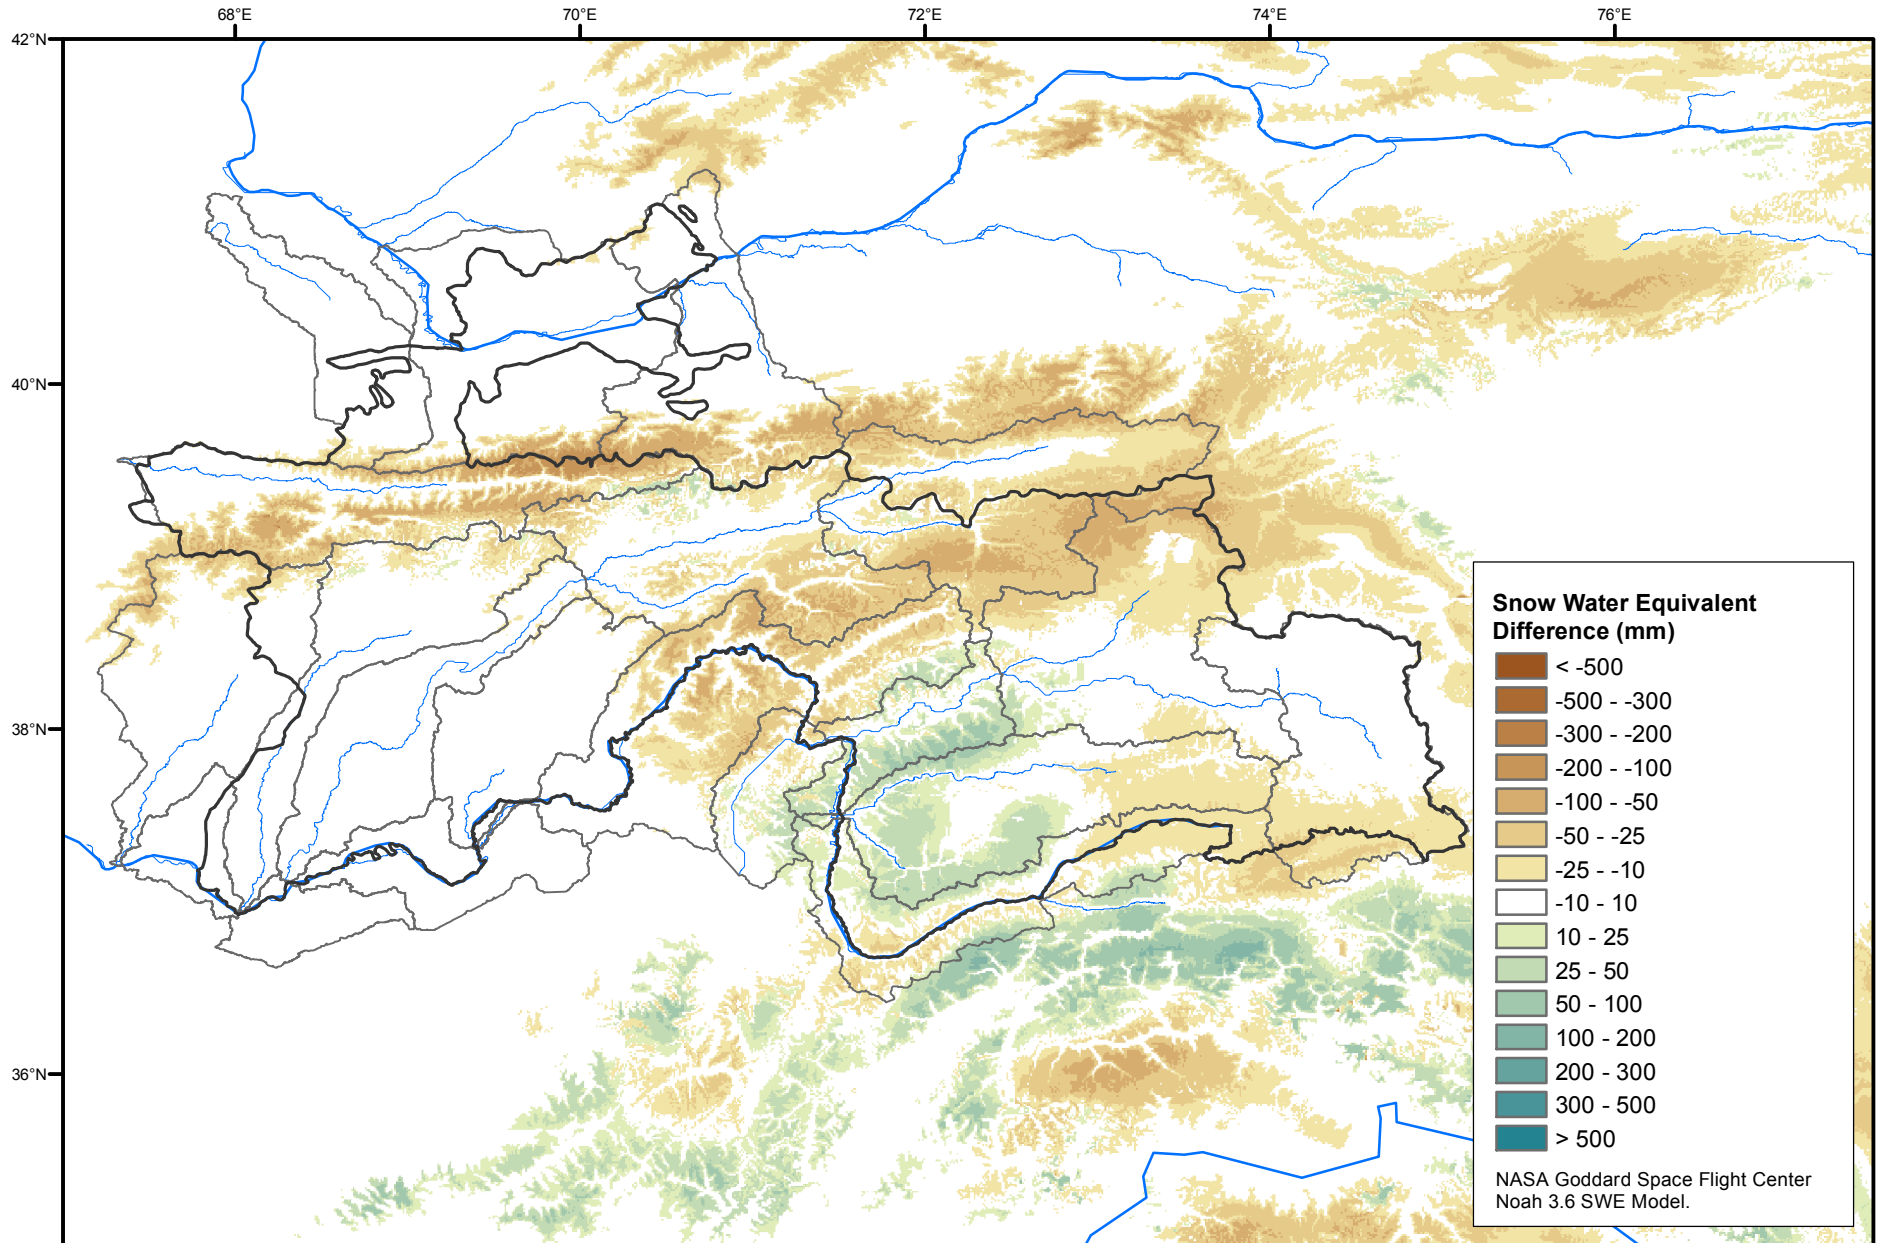 68°E 70°E 72°E 74°E 76°E
42°N
40°N
38°N
36°N
Snow Water Equivalent
Difference (mm)
< -500
-500 - -300
-300 - -200
-200 - -100
-100 - -50
-50 - -25
-25 - -10
-10 - 10
10 - 25
25 - 50
50 - 100
100 - 200
200 - 300
300 - 500
> 500
NASA Goddard Space Flight Center
Noah 3.6 SWE Model.